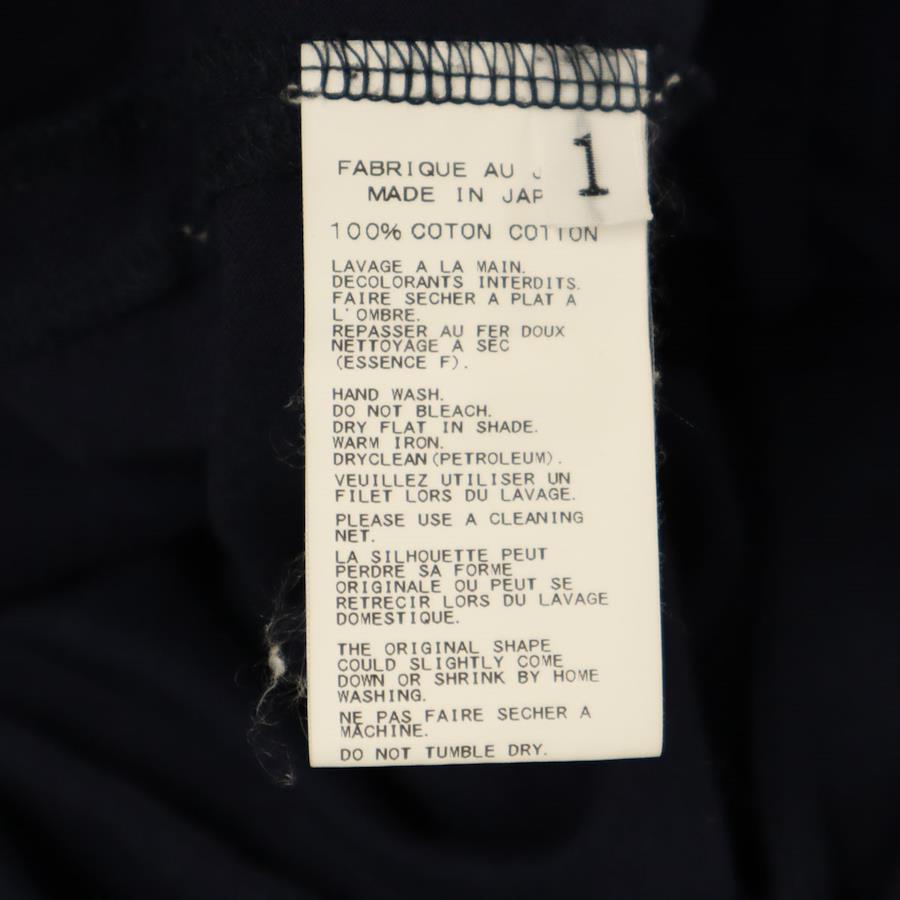 1
FABRIQUE AU
MADE IN JAP
100% COTON COTTON
LAVAGE A LA MAIN.
DECOLORANTS INTERDITS.
FAIRE SECHER A PLAT A
L'OMBRE.
REPASSER AU FER DOUX
NETTOYAGE A SEC
(ESSENCE F).
HAND WASH.
DO NOT BLEACH.
DRY FLAT IN SHADE.
WARM IRON.
DRYCLEAN(PETROLEUM).
VEUILLEZ UTILISER UN
FILET LORS DU LAVAGE.
PLEASE USE A CLEANING
NET.
LA SILHOUETTE PEUT
PERDRE SA FORME
ORIGINALE OU PEUT SE
RETRECIR LORS DU LAVAGE
DOMESTIQUE.
THE ORIGINAL SHAPE
COULD SLIGHTLY COME
DOWN OR SHRINK BY HOME
WASHING.
NE PAS FAIRE SECHER A
MACHINE.
DO NOT TUMBLE DRY.